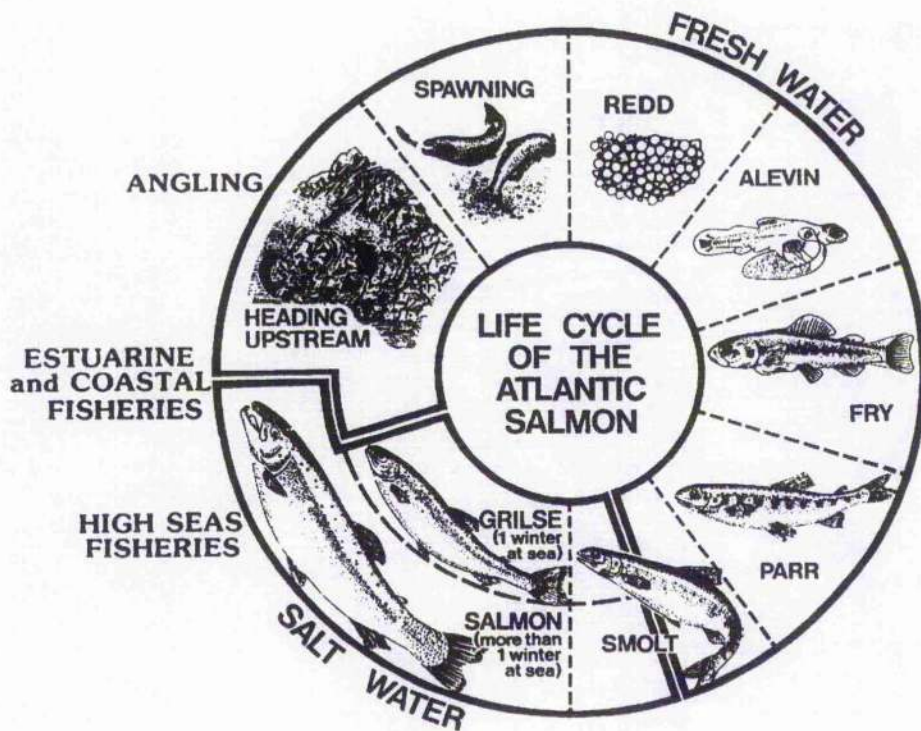 FRESH WATER
SPAWNING
REDD
ALEVIN
ANGLING
HEADING
UPSTREAM
LIFE CYCLE
OF THE
ATLANTIC
SALMON
ESTUARINE
and COASTAL
FISHERIES
FRY
HIGH SEAS
FISHERIES
GRILSE
(1 winter
at sea)
PARR
SALMON
(more than
1 winter
at sea)
SMOLT
SALT WATER